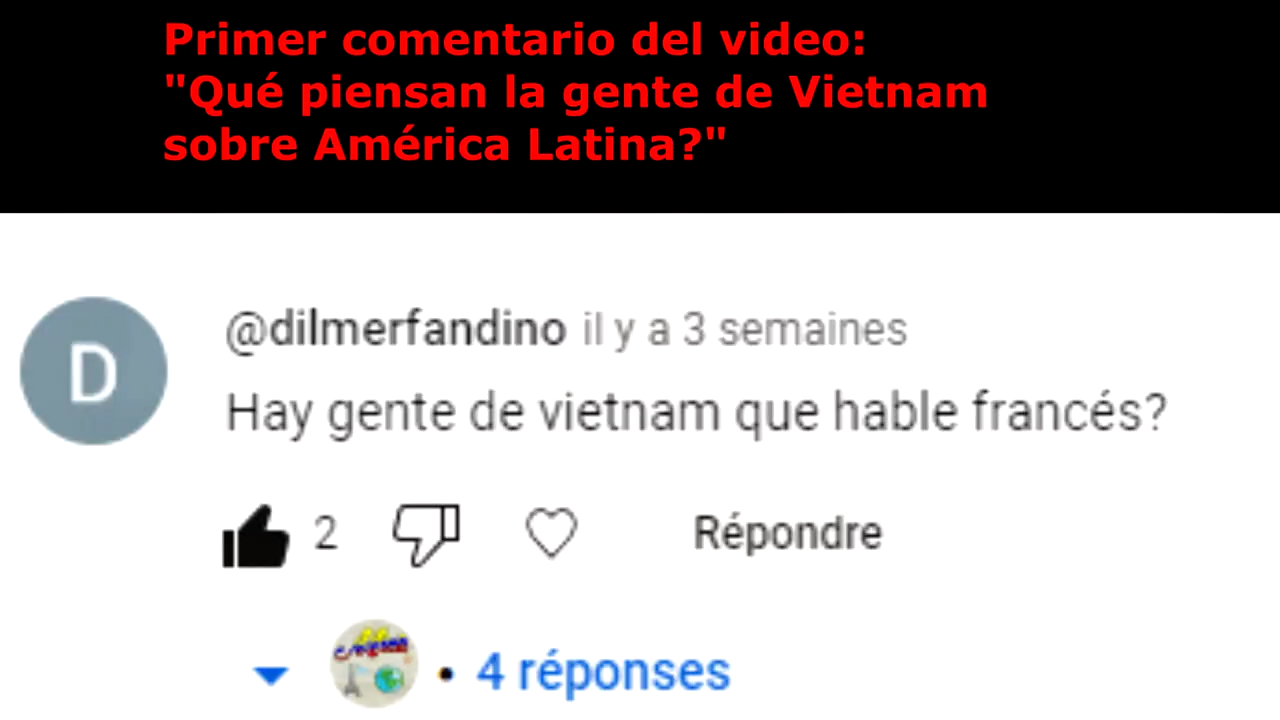 Primer comentario del video:
"Qué piensan la gente de Vietnam
sobre América Latina?"
D
@dilmerfandino il y a 3 semaines
Hay gente de vietnam que hable francés?
2 Répondre
• 4 réponses